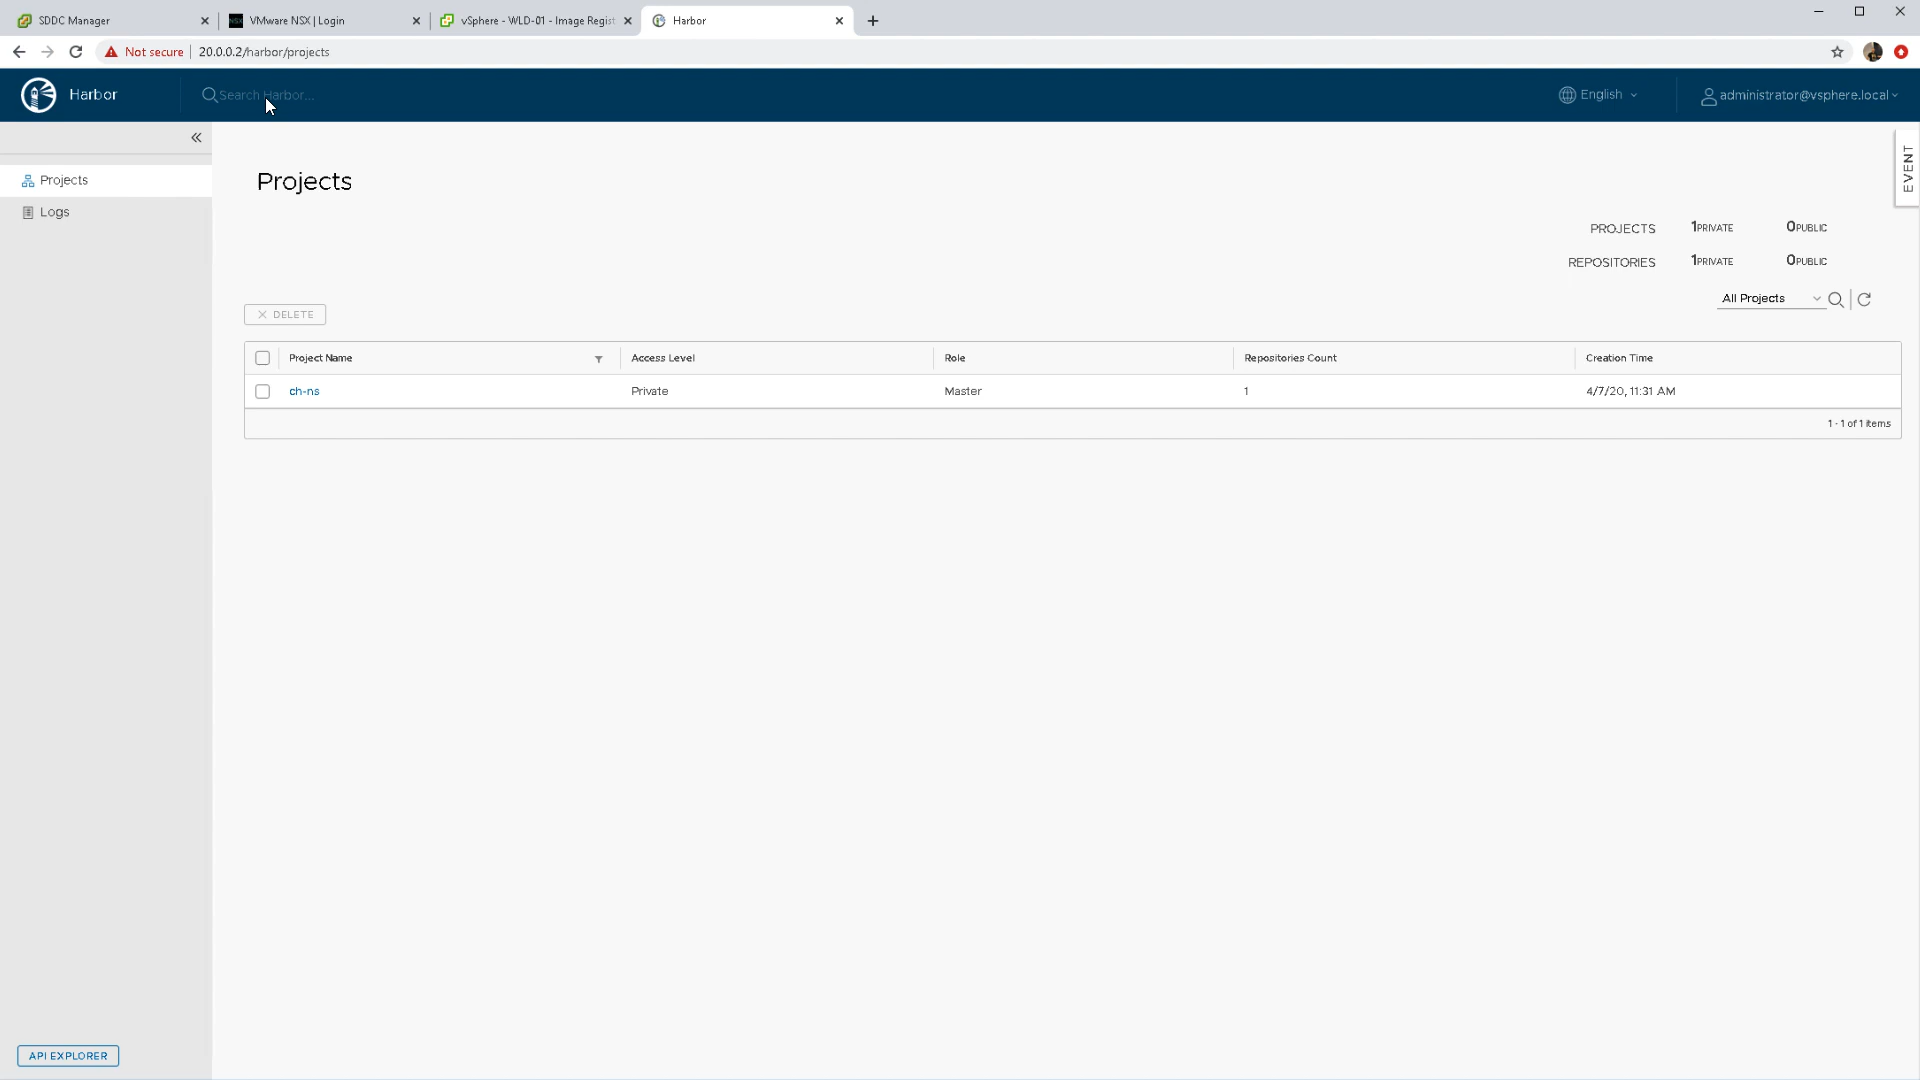 SDDC Manager
VMware NSX | Login
vSphere - WLD-01 - Image Regist
Harbor
Not secure
20.0.0.2/harbor/projects
Harbor
Search Harbor...
English
administrator@vsphere.local
Projects
Logs
API EXPLORER
Projects
EVENT
PROJECTS 1PRIVATE 0PUBLIC
REPOSITORIES 1PRIVATE 0PUBLIC
All Projects
DELETE
Project Name Access Level Role Repositories Count Creation Time
ch-ns Private Master 1 4/7/20, 11:31 AM
1 - 1 of 1 items